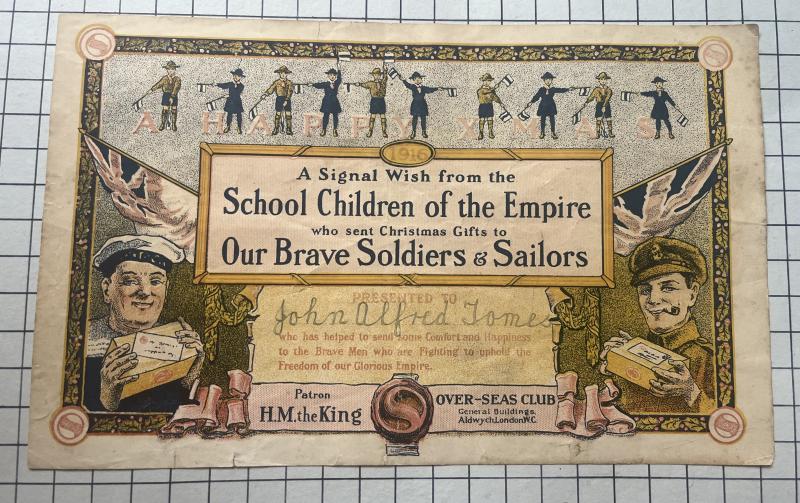 A HAPPY XMAS
1916
A Signal Wish from the
School Children of the Empire
who sent Christmas Gifts to
Our Brave Soldiers & Sailors
PRESENTED TO
John Alfred Tomes
who has helped to send some Comfort and Happiness
to the Brave Men who are Fighting to uphold the
Freedom of our Glorious Empire.
Patron
H.M. the King
OVER-SEAS CLUB
General Buildings,
Aldwych, London W.C.